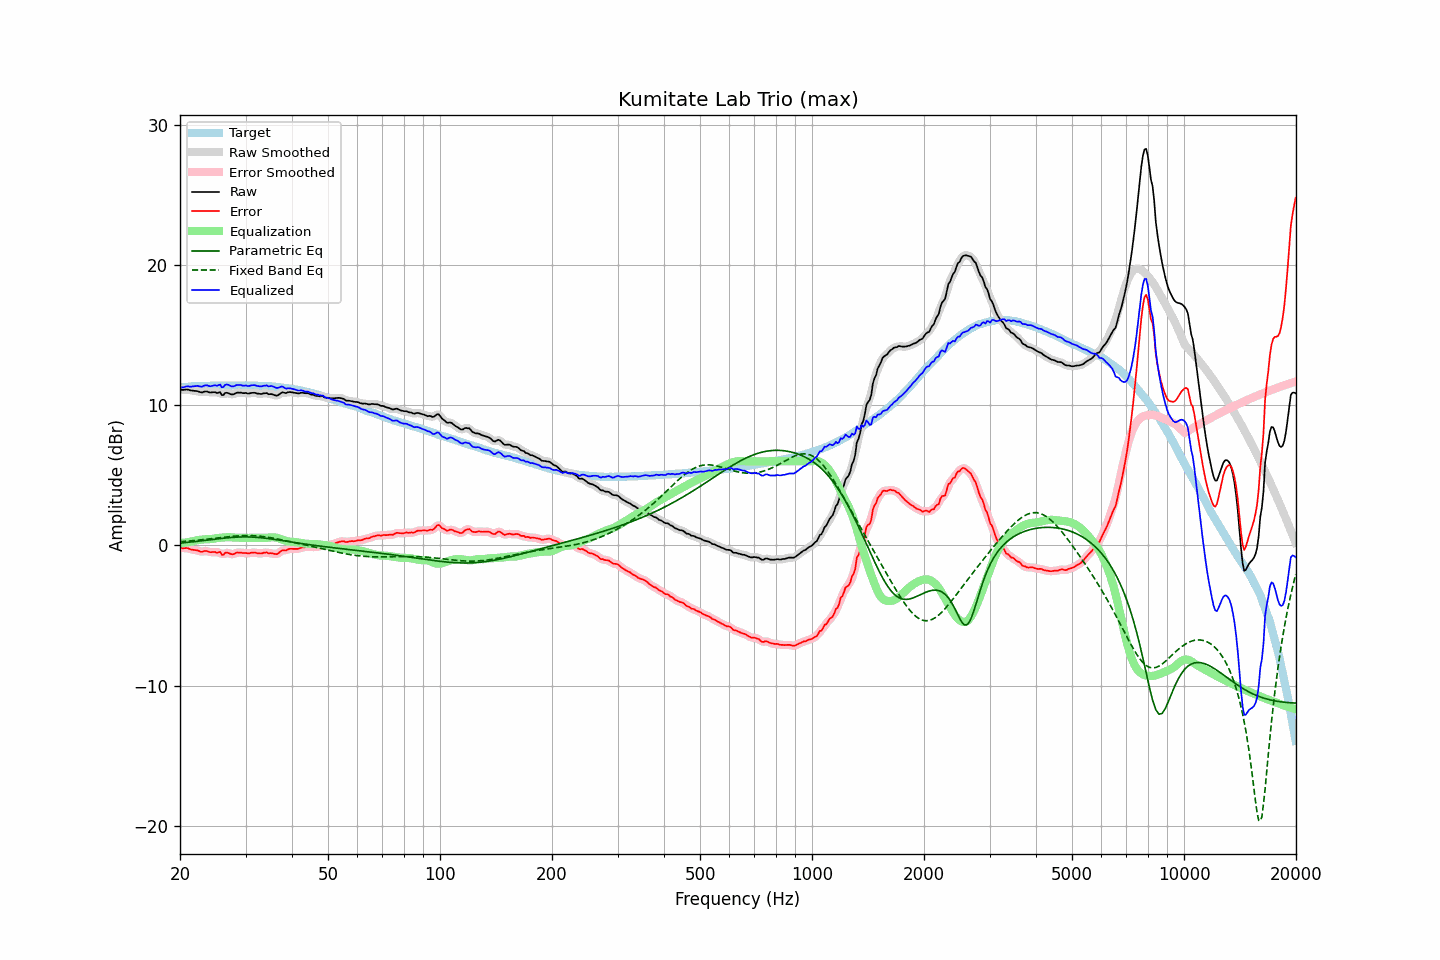 Kumitate Lab Trio (max)
Target
Raw Smoothed
Error Smoothed
Raw
Error
Equalization
Parametric Eq
Fixed Band Eq
Equalized
30
20
10
0
−10
−20
Amplitude (dBr)
20 50 100 200 500 1000 2000 5000 10000 20000
Frequency (Hz)